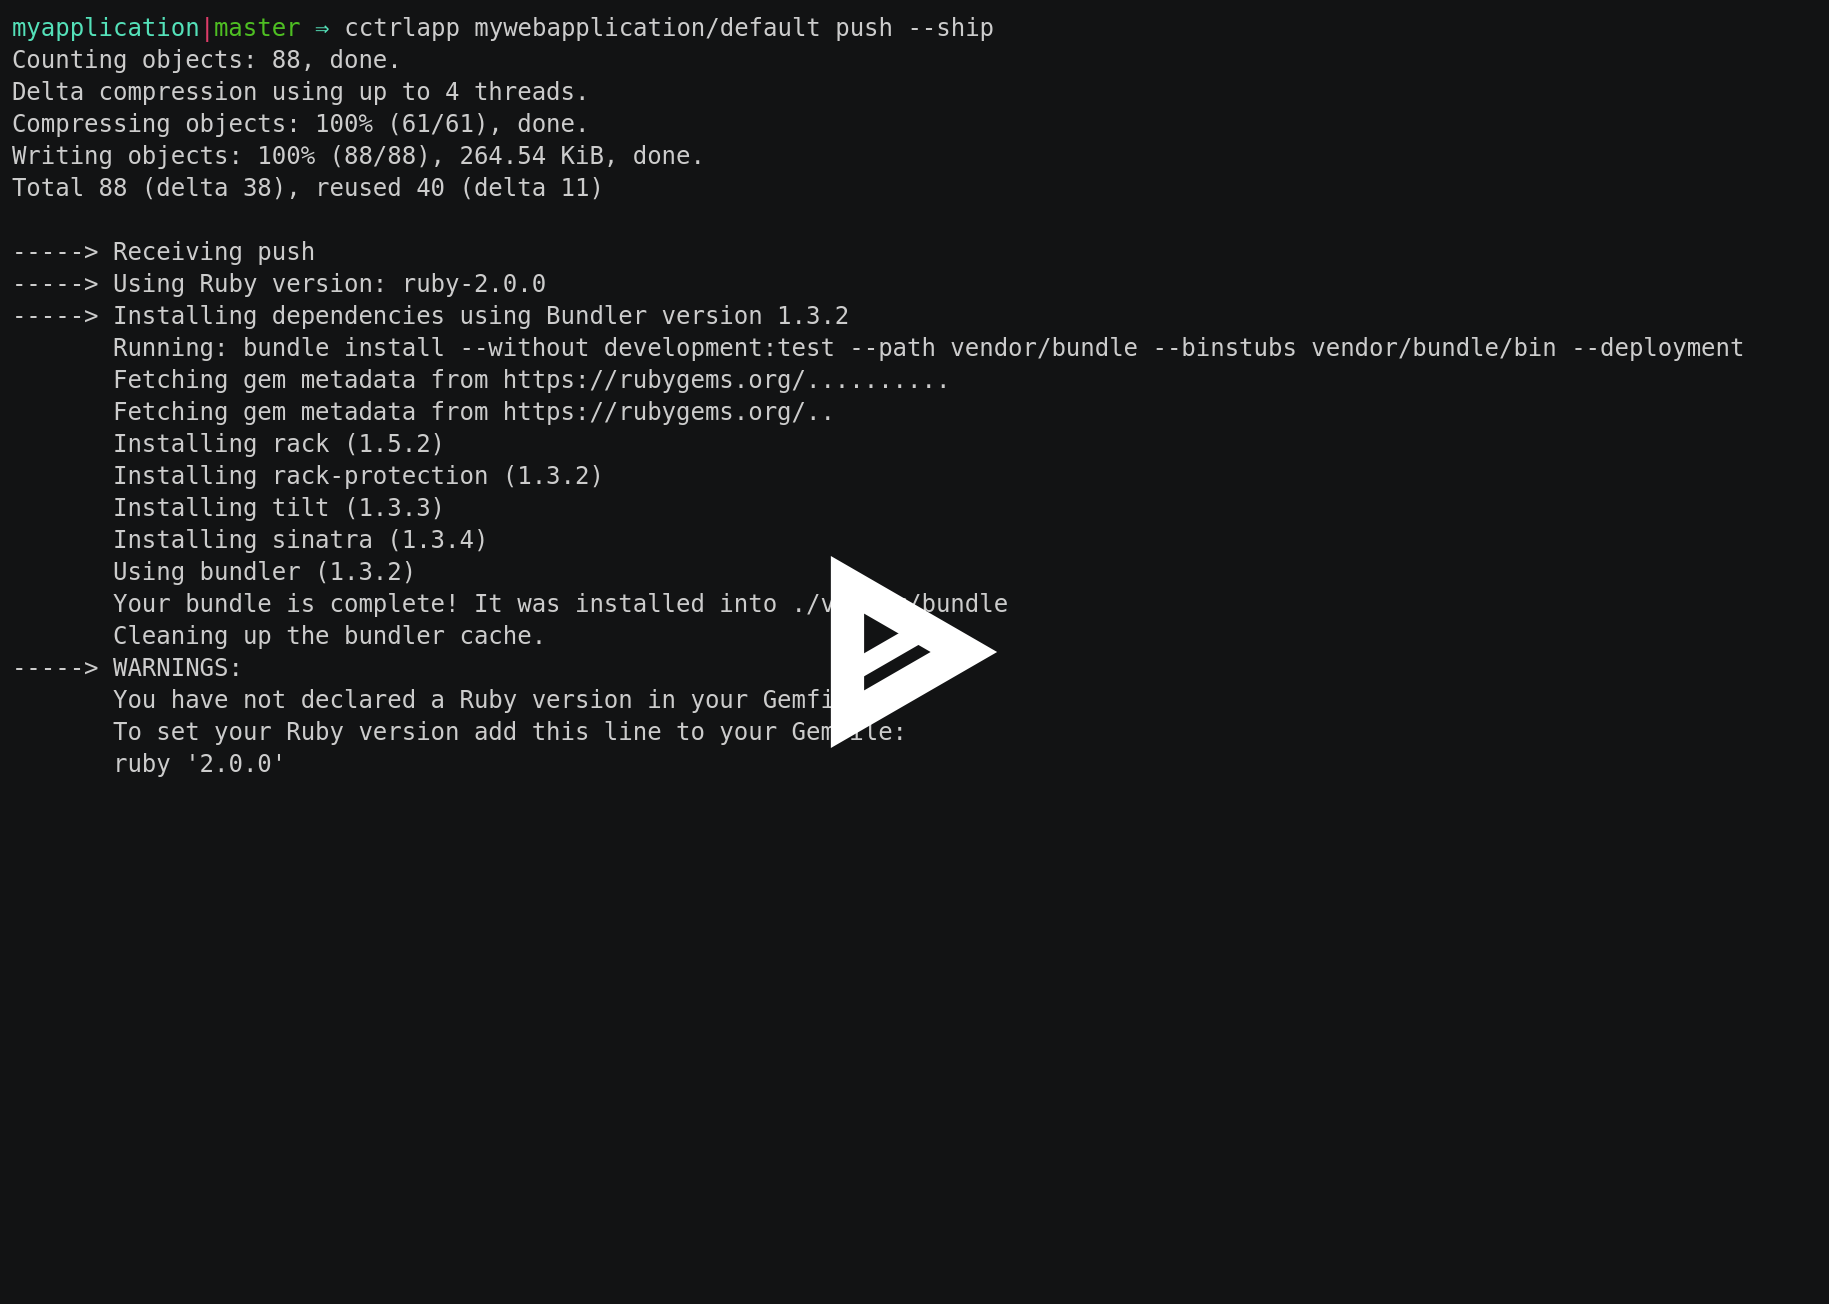 myapplication|master ⇒ cctrlapp mywebapplication/default push --ship
Counting objects: 88, done.
Delta compression using up to 4 threads.
Compressing objects: 100% (61/61), done.
Writing objects: 100% (88/88), 264.54 KiB, done.
Total 88 (delta 38), reused 40 (delta 11)
-----> Receiving push
-----> Using Ruby version: ruby-2.0.0
-----> Installing dependencies using Bundler version 1.3.2
Running: bundle install --without development:test --path vendor/bundle --binstubs vendor/bundle/bin --deployment
Fetching gem metadata from https://rubygems.org/..........
Fetching gem metadata from https://rubygems.org/..
Installing rack (1.5.2)
Installing rack-protection (1.3.2)
Installing tilt (1.3.3)
Installing sinatra (1.3.4)
Using bundler (1.3.2)
Your bundle is complete! It was installed into /bundle
Cleaning up the bundler cache.
-----> WARNINGS:
You have not declared a Ruby version in your
To set your Ruby version add this line to your Gemfile:
ruby '2.0.0'